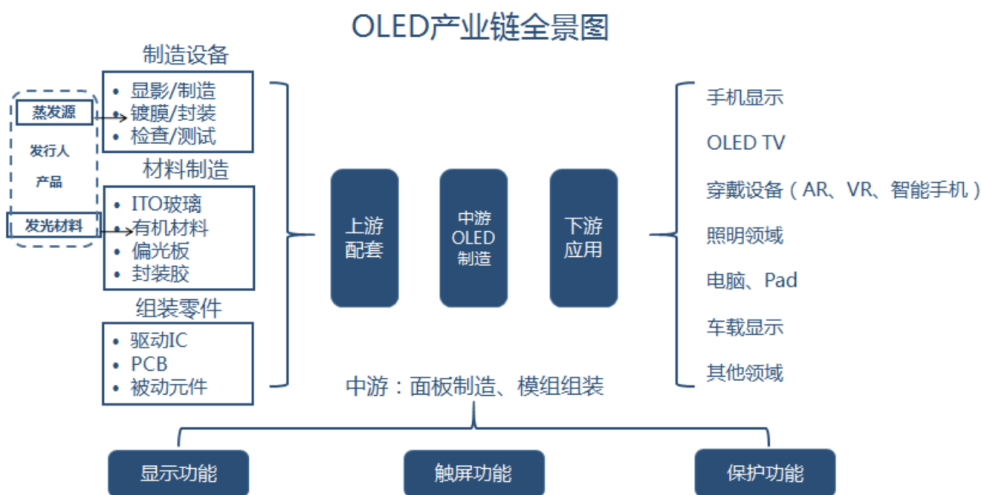 OLED产业链全景图
制造设备
• 显影/制造
• 镀膜/封装
• 检查/测试
蒸发源
发行人
产品
发光材料
材料制造
• ITO玻璃
• 有机材料
• 偏光板
• 封装胶
组装零件
• 驱动IC
• PCB
• 被动元件
上游
配套
中游
OLED
制造
下游
应用
手机显示
OLED TV
穿戴设备（AR、VR、智能手机）
照明领域
电脑、Pad
车载显示
其他领域
中游：面板制造、模组组装
显示功能
触屏功能
保护功能